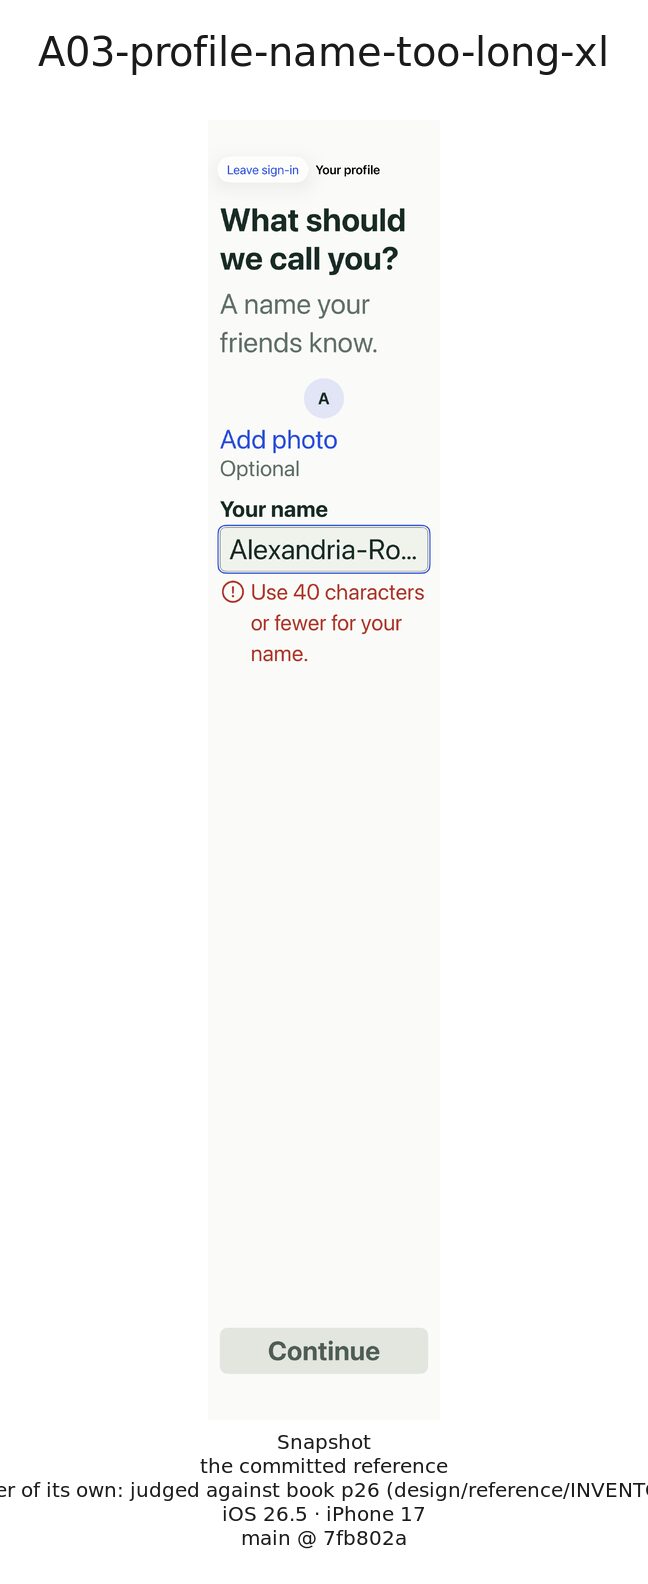 A03-profile-name-too-long-xl
Leave sign-in Your profile
What should
we call you?
A name your
friends know.
A
Add photo
Optional
Your name
Alexandria-Ro…
Use 40 characters
or fewer for your
name.
Continue
Snapshot
the committed reference
of its own: judged against book p26 (design/reference/
iOS 26.5 · iPhone 17
main @ 7fb802a